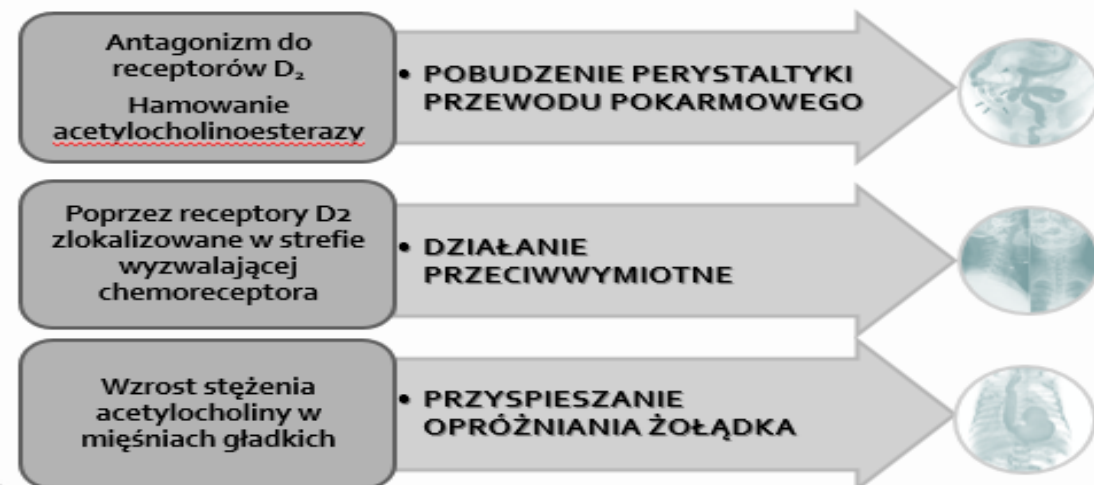 Antagonizm do
receptorów D₂
Hamowanie
acetylocholinoesterazy
• POBUDZENIE PERYSTALTYKI
PRZEWODU POKARMOWEGO
Poprzez receptory D2
zlokalizowane w strefie
wyzwalającej
chemoreceptora
• DZIAŁANIE
PRZECIWWYMIOTNE
Wzrost stężenia
acetylocholiny w
mięśniach gładkich
• PRZYSPIESZANIE
OPRÓŻNIANIA ŻOŁĄDKA